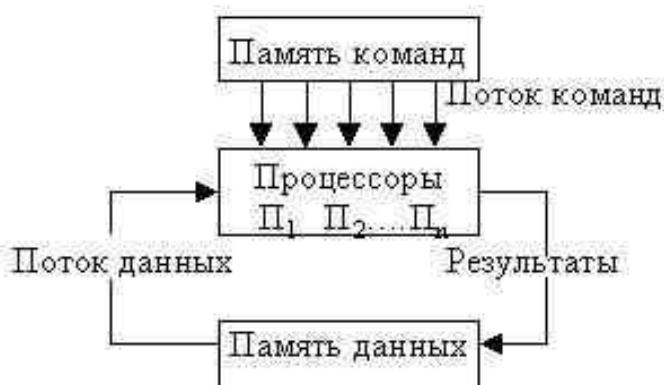 Память команд
Поток команд
Процессоры
П1 П2....Пn
Поток данных
Результаты
Память данных